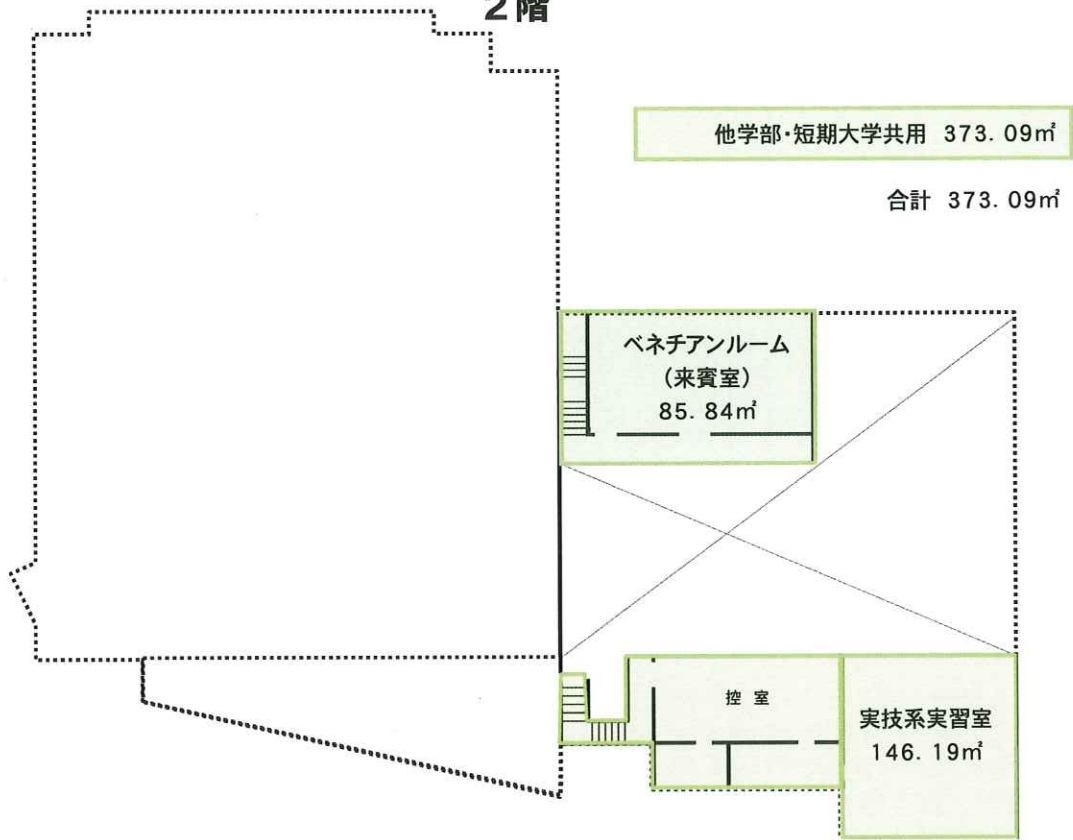 2階
他学部・短期大学共用 373.09㎡
合計 373.09㎡
ベネチアンルーム
(来賓室)
85.84㎡
控室
実技系実習室
146.19㎡